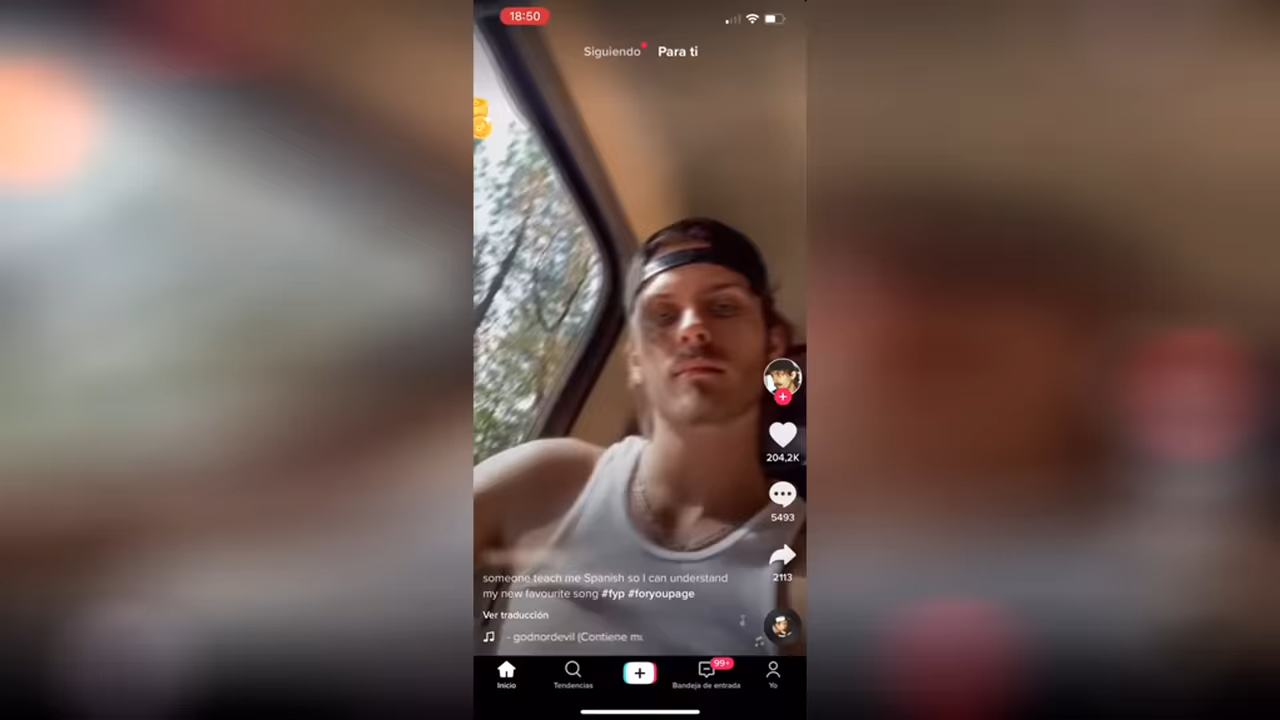 18:50
Siguiendo
Para ti
204,2K
5493
2113
someone teach me Spanish so I can understand
my new favourite song #fyp #foryoupage
Ver traducción
- godnordevil (Contiene mu
99+
Inicio
Tendencias
Bandeja de entrada
Yo